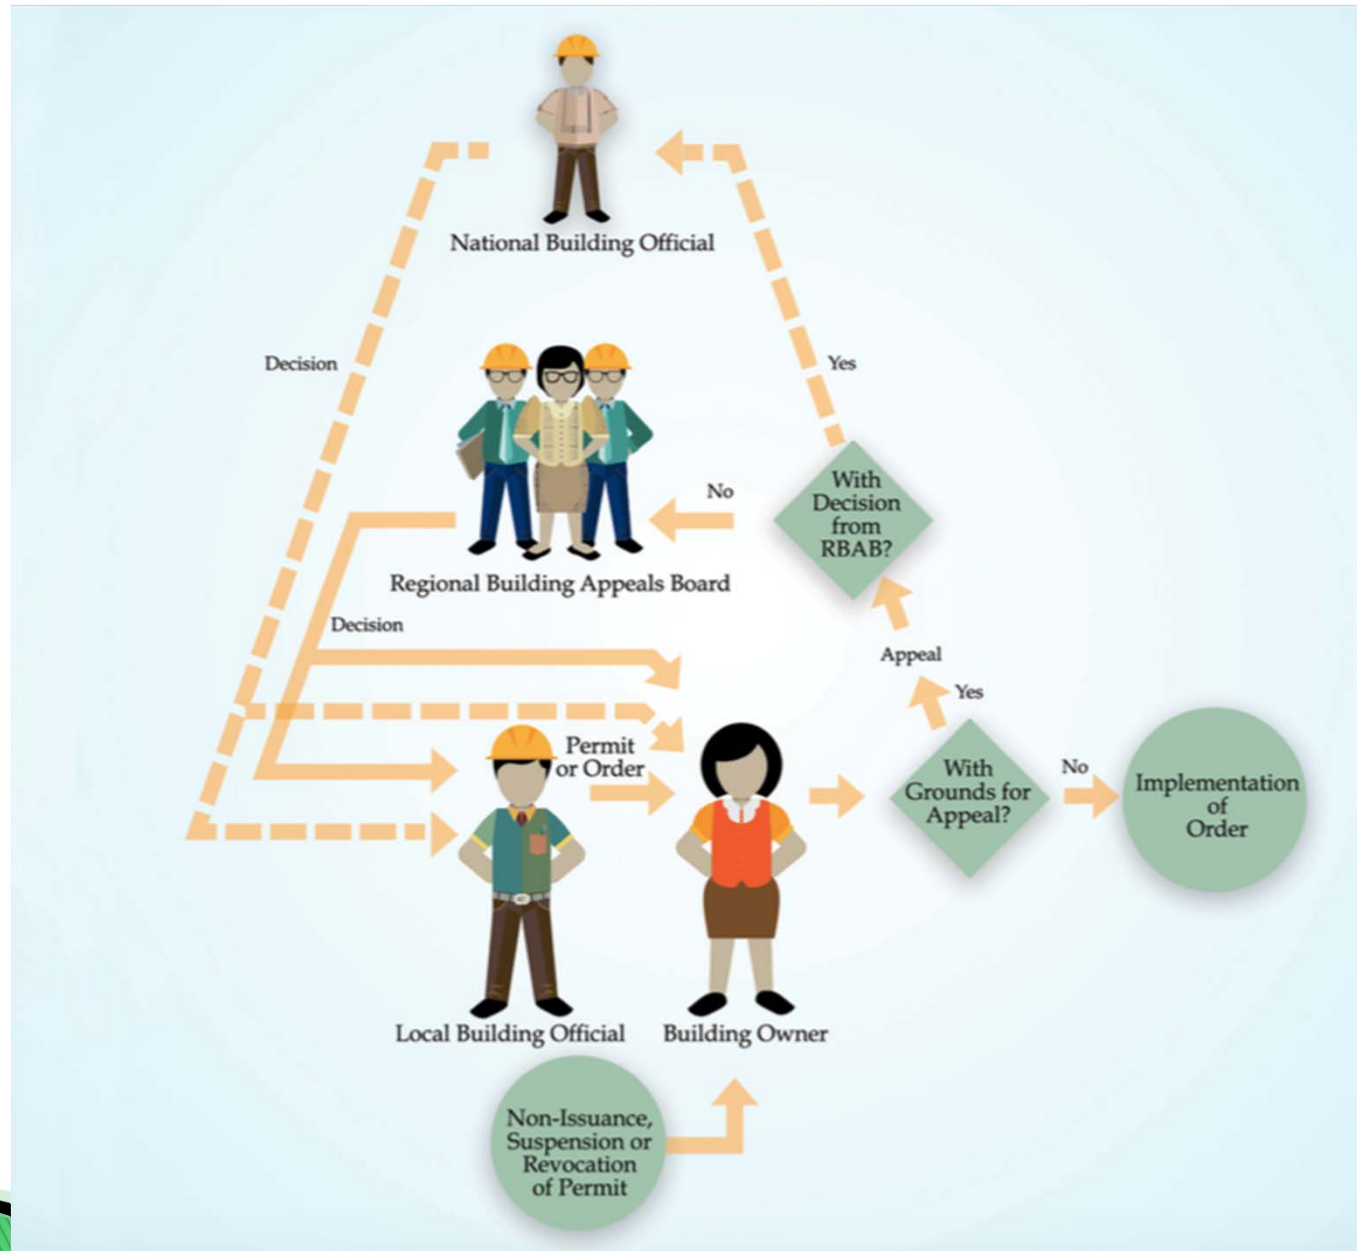 National Building Official
Decision
Yes
With
Decision
from
RBAB?
No
Regional Building Appeals Board
Decision
Appeal
Yes
Permit
or Order
With
Grounds for
Appeal?
No
Implementation
of
Order
Local Building Official
Building Owner
Non-Issuance,
Suspension or
Revocation
of Permit